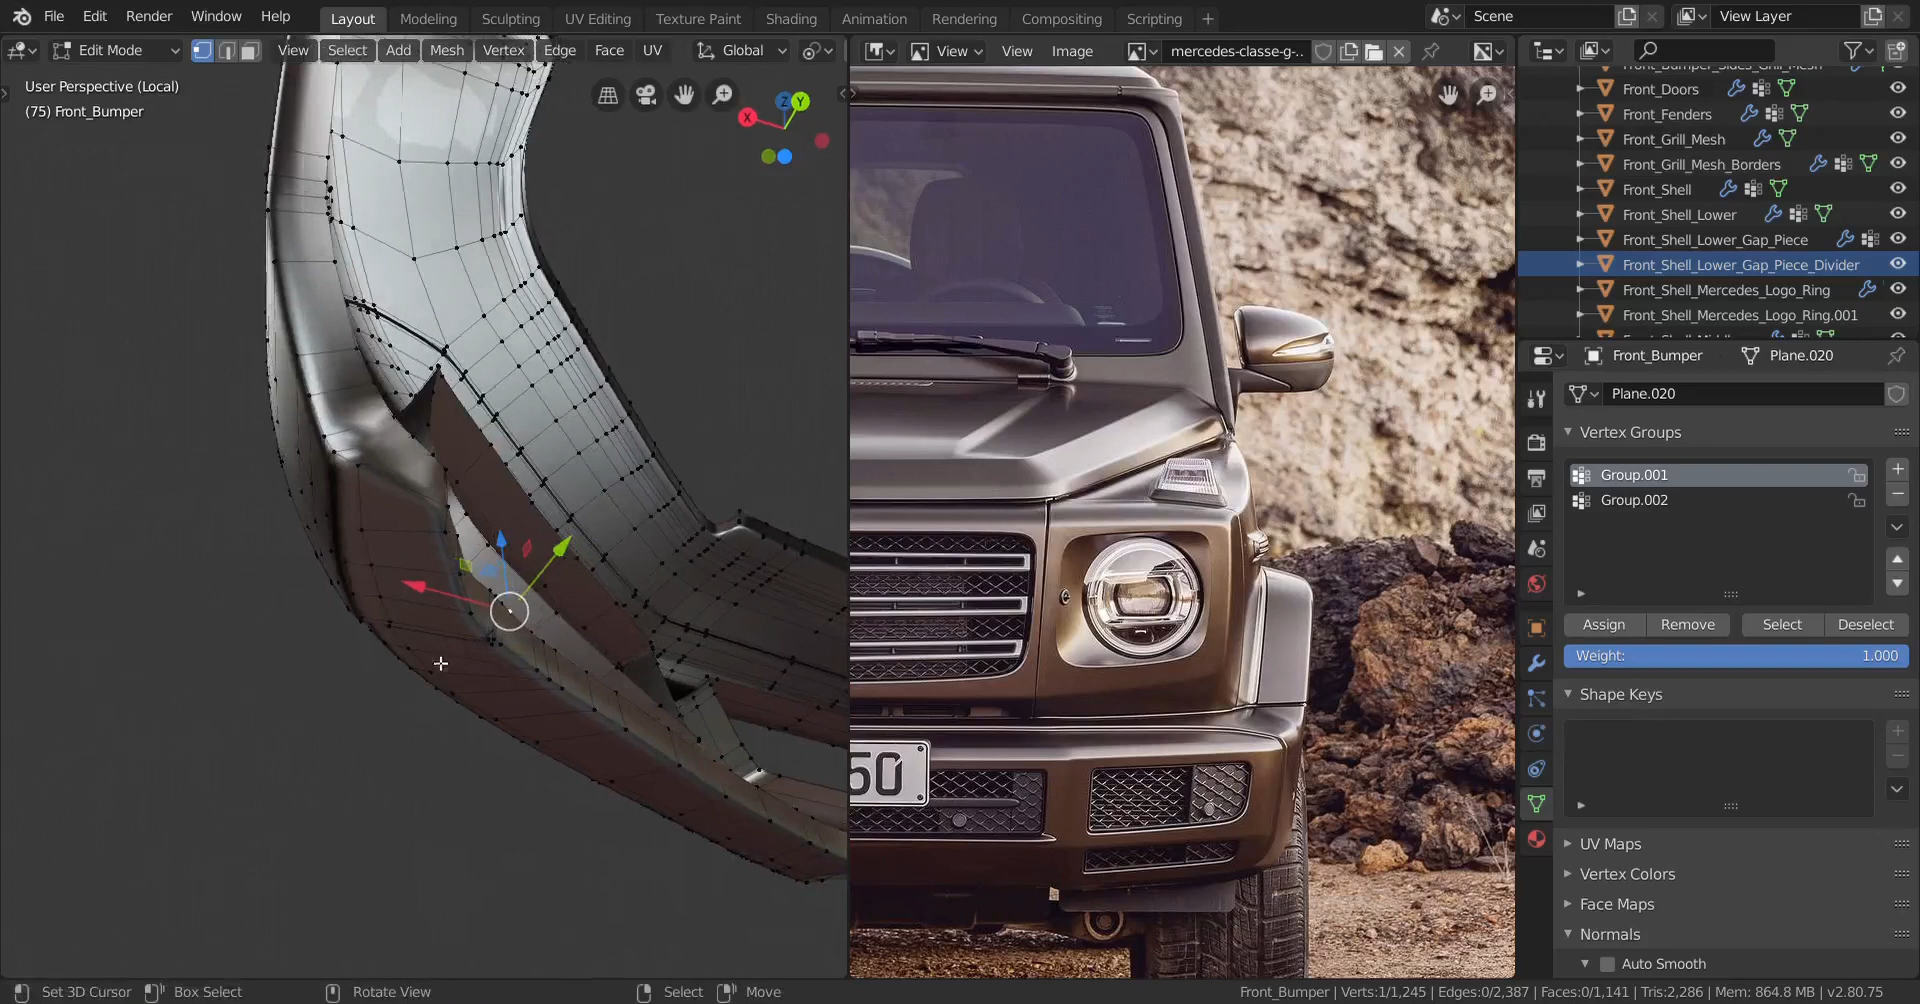 File Edit Render Window Help Layout Modeling Sculpting UV Editing Texture Paint Shading Animation Rendering Compositing Scripting + Scene View Layer
Edit Mode View Select Add Mesh Vertex Edge Face UV Global View View Image mercedes-classe-g-..
User Perspective (Local)
(75) Front_Bumper
X Y Z
Front_Bumper_Sides_Grill_Mesh
Front_Doors
Front_Fenders
Front_Grill_Mesh
Front_Grill_Mesh_Borders
Front_Shell
Front_Shell_Lower
Front_Shell_Lower_Gap_Piece
Front_Shell_Lower_Gap_Piece_Divider
Front_Shell_Mercedes_Logo_Ring
Front_Shell_Mercedes_Logo_Ring.001
Front_Bumper Plane.020
Plane.020
Vertex Groups
Group.001
Group.002
Assign Remove Select Deselect
Weight: 1.000
Shape Keys
UV Maps
Vertex Colors
Face Maps
Normals
Auto Smooth
50
Set 3D Cursor Box Select Rotate View Select Move Front_Bumper | Verts:1/1,245 | Edges:0/2,387 | Faces:0/1,141 | Tris:2,286 | Mem: 864.8 MB | v2.80.75